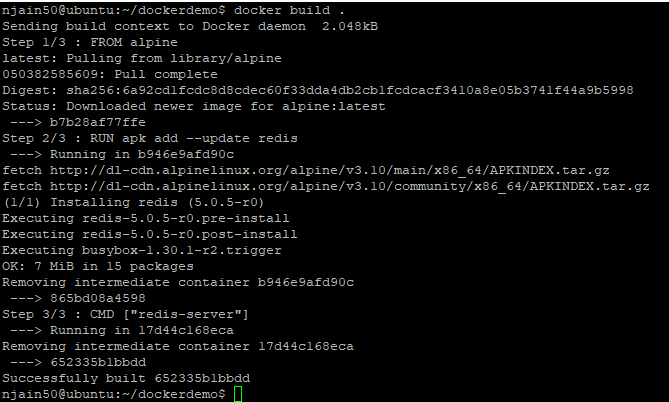 njain50@ubuntu:~/dockerdemo$ docker build .
Sending build context to Docker daemon  2.048kB
Step 1/3 : FROM alpine
latest: Pulling from library/alpine
050382585609: Pull complete
Digest: sha256:6a92cd1fcdc8d8cdec60f33dda4db2cb1fcdcacf3410a8e05b3741f44a9b5998
Status: Downloaded newer image for alpine:latest
 ---> b7b28af77ffe
Step 2/3 : RUN apk add --update redis
 ---> Running in b946e9afd90c
fetch http://dl-cdn.alpinelinux.org/alpine/v3.10/main/x86_64/APKINDEX.tar.gz
fetch http://dl-cdn.alpinelinux.org/alpine/v3.10/community/x86_64/APKINDEX.tar.gz
(1/1) Installing redis (5.0.5-r0)
Executing redis-5.0.5-r0.pre-install
Executing redis-5.0.5-r0.post-install
Executing busybox-1.30.1-r2.trigger
OK: 7 MiB in 15 packages
Removing intermediate container b946e9afd90c
 ---> 865bd08a4598
Step 3/3 : CMD ["redis-server"]
 ---> Running in 17d44c168eca
Removing intermediate container 17d44c168eca
 ---> 652335b1bbdd
Successfully built 652335b1bbdd
njain50@ubuntu:~/dockerdemo$